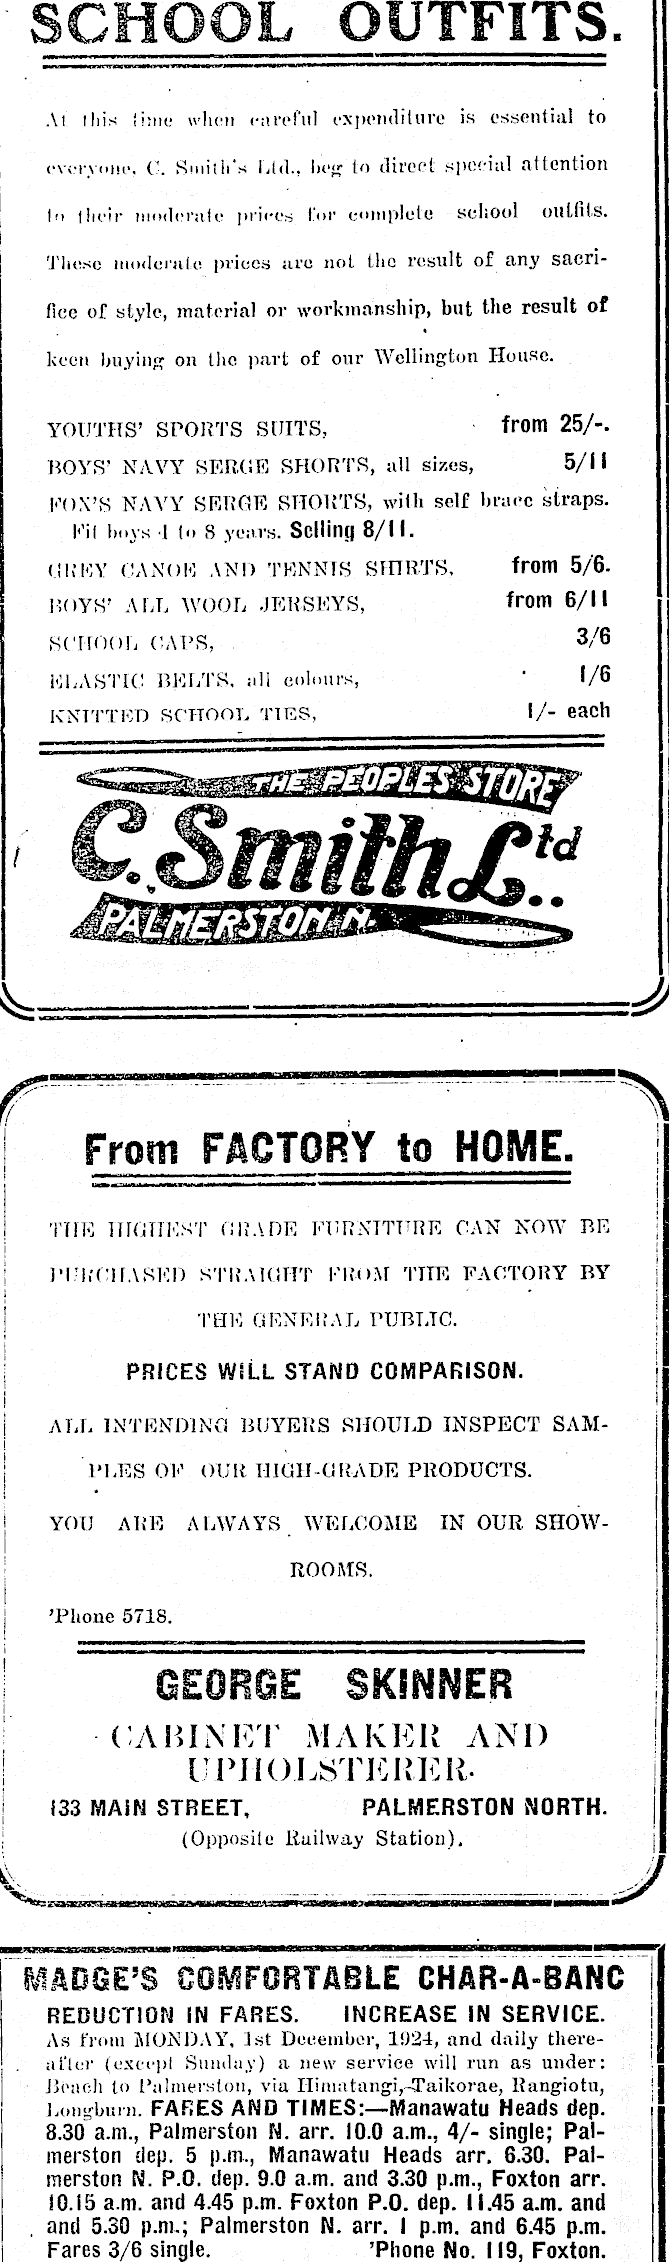 SCHOOL OUTFITS.
At this time when careful expenditure is essential to
everyone, C. Smith's Ltd., beg to direct special attention
to their moderate prices for complete school outfits.
These moderate prices are not the result of any sacri-
fice of style, material or workmanship, but the result of
keen buying on the part of our Wellington House.
YOUTHS' SPORTS SUITS, from 25/-.
BOYS' NAVY SERGE SHORTS, all sizes, 5/11
FOX'S NAVY SERGE SHORTS, with self brace straps.
Fit boys 4 to 8 years. Selling 8/11.
GREY CANOE AND TENNIS SHIRTS, from 5/6.
BOYS' ALL WOOL JERSEYS, from 6/11
SCHOOL CAPS, 3/6
ELASTIC BELTS, all colours, 1/6
KNITTED SCHOOL TIES, 1/- each
THE PEOPLES STORE
C. Smith Ltd..
PALMERSTON N.
From FACTORY to HOME.
THE HIGHEST GRADE FURNITURE CAN NOW BE
PURCHASED STRAIGHT FROM THE FACTORY BY
THE GENERAL PUBLIC.
PRICES WILL STAND COMPARISON.
ALL INTENDING BUYERS SHOULD INSPECT SAM-
PLES OF OUR HIGH-GRADE PRODUCTS.
YOU ARE ALWAYS WELCOME IN OUR SHOW-
ROOMS.
'Phone 5718.
GEORGE SKINNER
CABINET MAKER AND
UPHOLSTERER.
133 MAIN STREET, PALMERSTON NORTH.
(Opposite Railway Station).
MADGE'S COMFORTABLE CHAR-A-BANC
REDUCTION IN FARES. INCREASE IN SERVICE.
As from MONDAY, 1st December, 1924, and daily there-
after (except Sunday) a new service will run as under:
Beach to Palmerston, via Himatangi, Taikorae, Rangiotu,
Longburn. FARES AND TIMES:—Manawatu Heads dep.
8.30 a.m., Palmerston N. arr. 10.0 a.m., 4/- single; Pal-
merston dep. 5 p.m., Manawatu Heads arr. 6.30. Pal-
merston N. P.O. dep. 9.0 a.m. and 3.30 p.m., Foxton arr.
10.15 a.m. and 4.45 p.m. Foxton P.O. dep. 11.45 a.m. and
and 5.30 p.m.; Palmerston N. arr. 1 p.m. and 6.45 p.m.
Fares 3/6 single. 'Phone No. 119, Foxton.